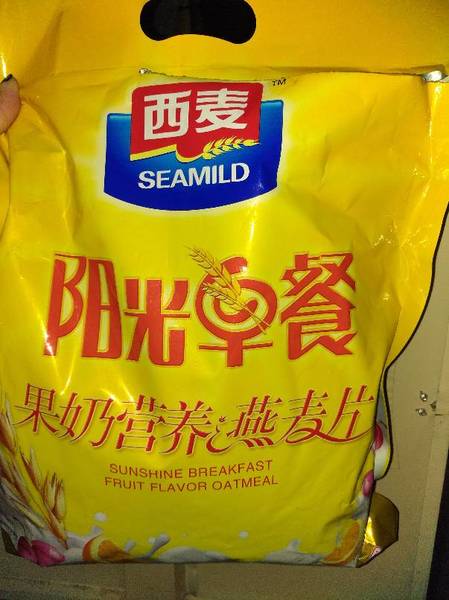 西麦
TM
SEAMILD
阳光早餐
果奶营养燕麦片
SUNSHINE BREAKFAST
FRUIT FLAVOR OATMEAL